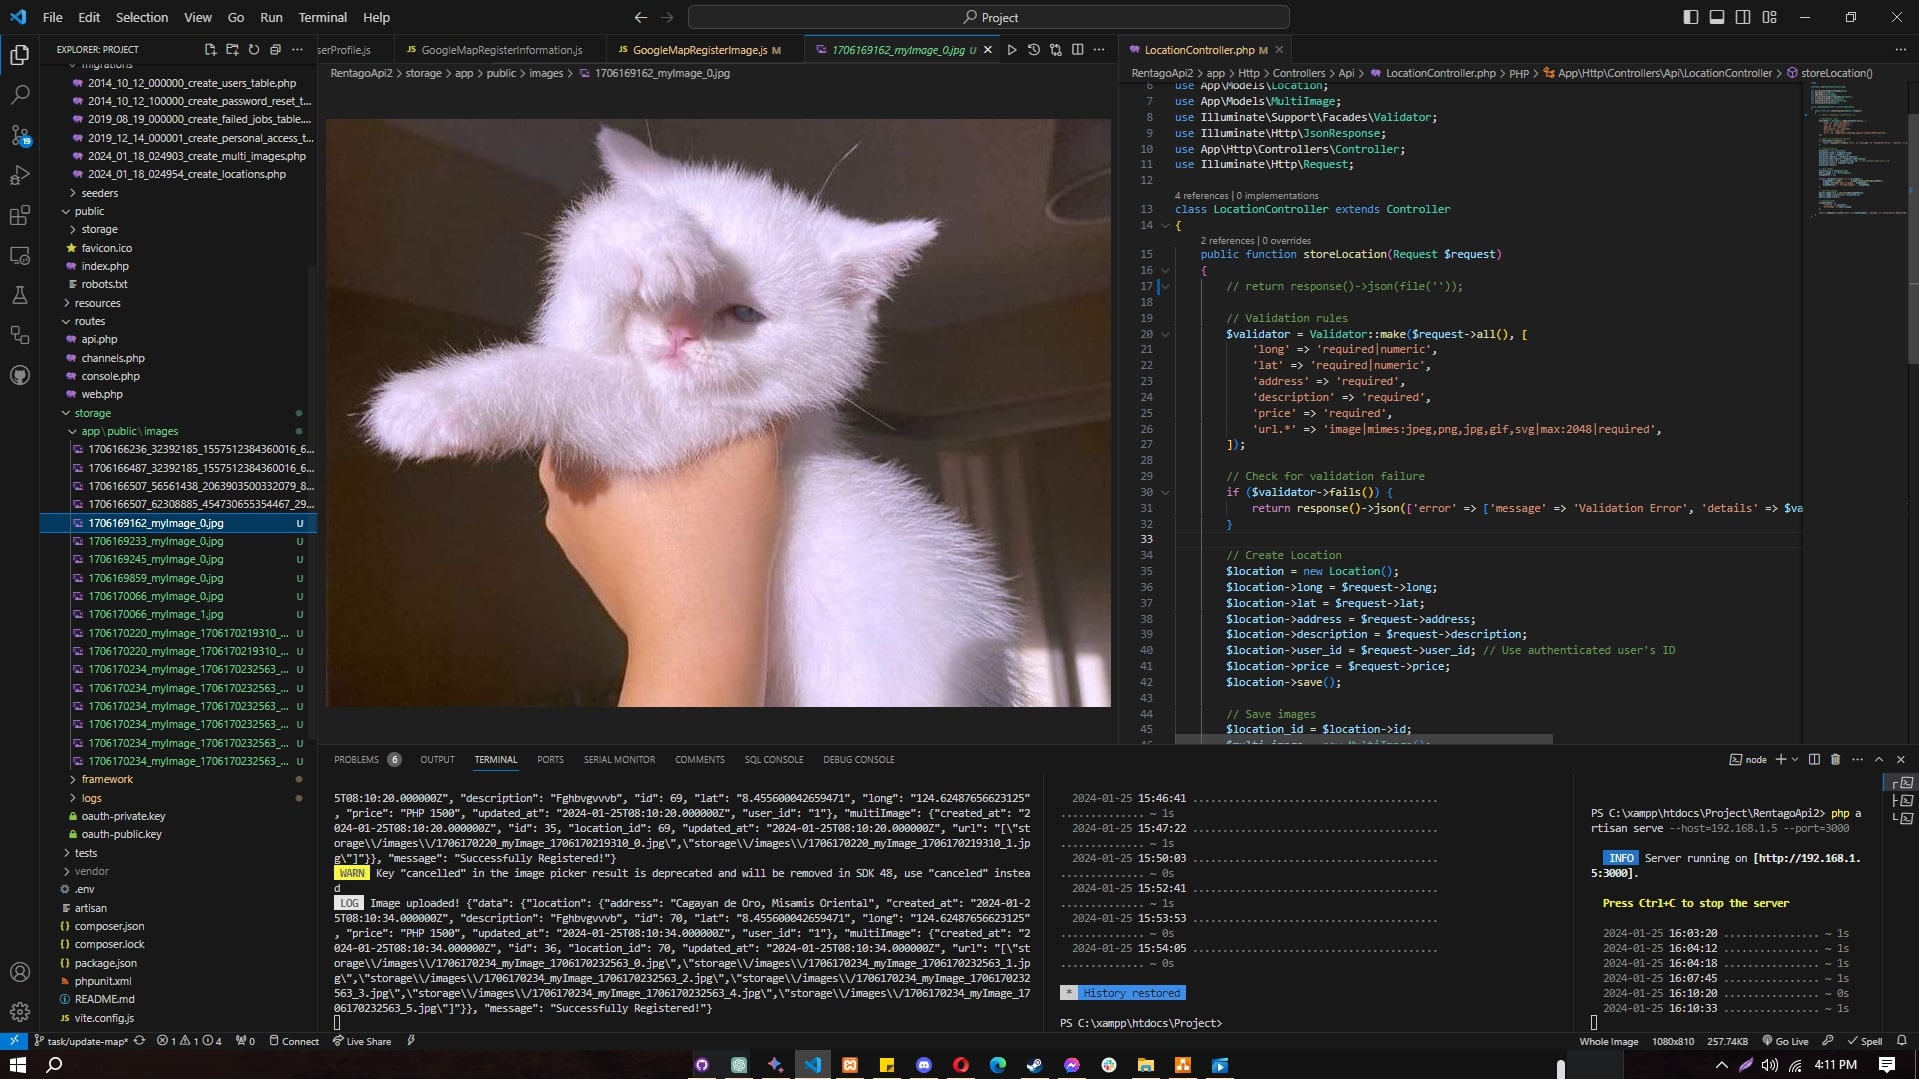 File Edit Selection View Go Run Terminal Help
Project
EXPLORER: PROJECT
migrations
2014_10_12_000000_create_users_table.php
2014_10_12_100000_create_password_reset_t...
2019_08_19_000000_create_failed_jobs_table....
2019_12_14_000001_create_personal_access_t...
2024_01_18_024903_create_multi_images.php
2024_01_18_024954_create_locations.php
seeders
public
storage
favicon.ico
index.php
robots.txt
resources
routes
api.php
channels.php
console.php
web.php
storage
app\public\images
1706166236_32392185_1557512384360016_6...
1706166487_32392185_1557512384360016_6...
1706166507_56561438_2063903500332079_8...
1706166507_62308885_454730655354467_29...
1706169162_myImage_0.jpg U
1706169233_myImage_0.jpg U
1706169245_myImage_0.jpg U
1706169859_myImage_0.jpg U
1706170066_myImage_0.jpg U
1706170066_myImage_1.jpg U
1706170220_myImage_1706170219310_... U
1706170220_myImage_1706170219310_... U
1706170234_myImage_1706170232563_... U
1706170234_myImage_1706170232563_... U
1706170234_myImage_1706170232563_... U
1706170234_myImage_1706170232563_... U
1706170234_myImage_1706170232563_... U
1706170234_myImage_1706170232563_... U
framework
logs
oauth-private.key
oauth-public.key
tests
vendor
.env
artisan
composer.json
composer.lock
package.json
phpunit.xml
README.md
vite.config.js
19
serProfile.js
JS GoogleMapRegisterInformation.js
JS GoogleMapRegisterImage.js M
1706169162_myImage_0.jpg U
RentagoApi2 > storage > app > public > images > 1706169162_myImage_0.jpg
LocationController.php M
RentagoApi2 > app > Http > Controllers > Api > LocationController.php > PHP > App\Http\Controllers\Api\LocationController > storeLocation()
6 use App\Models\Location;
7 use App\Models\MultiImage;
8 use Illuminate\Support\Facades\Validator;
9 use Illuminate\Http\JsonResponse;
10 use App\Http\Controllers\Controller;
11 use Illuminate\Http\Request;
12
4 references | 0 implementations
13 class LocationController extends Controller
14 {
2 references | 0 overrides
15 public function storeLocation(Request $request)
16 {
17 // return response()->json(file(''));
18
19 // Validation rules
20 $validator = Validator::make($request->all(), [
21 'long' => 'required|numeric',
22 'lat' => 'required|numeric',
23 'address' => 'required',
24 'description' => 'required',
25 'price' => 'required',
26 'url.*' => 'image|mimes:jpeg,png,jpg,gif,svg|max:2048|required',
27 ]);
28
29 // Check for validation failure
30 if ($validator->fails()) {
31 return response()->json(['error' => ['message' => 'Validation Error', 'details' => $va
32 }
33
34 // Create Location
35 $location = new Location();
36 $location->long = $request->long;
37 $location->lat = $request->lat;
38 $location->address = $request->address;
39 $location->description = $request->description;
40 $location->user_id = $request->user_id; // Use authenticated user's ID
41 $location->price = $request->price;
42 $location->save();
43
44 // Save images
45 $location_id = $location->id;
PROBLEMS 6 OUTPUT TERMINAL PORTS SERIAL MONITOR COMMENTS SQL CONSOLE DEBUG CONSOLE
node
5T08:10:20.000000Z", "description": "Fghbvgvvvb", "id": 69, "lat": "8.455600042659471", "long": "124.62487656623125"
, "price": "PHP 1500", "updated_at": "2024-01-25T08:10:20.000000Z", "user_id": "1"}, "multiImage": {"created_at": "2
024-01-25T08:10:20.000000Z", "id": 35, "location_id": 69, "updated_at": "2024-01-25T08:10:20.000000Z", "url": "[\"st
orage\\/images\\/1706170220_myImage_1706170219310_0.jpg\",\"storage\\/images\\/1706170220_myImage_1706170219310_1.jp
g\"]"}}, "message": "Successfully Registered!"}
WARN Key "cancelled" in the image picker result is deprecated and will be removed in SDK 48, use "canceled" instea
d
LOG Image uploaded! {"data": {"location": {"address": "Cagayan de Oro, Misamis Oriental", "created_at": "2024-01-2
5T08:10:34.000000Z", "description": "Fghbvgvvvb", "id": 70, "lat": "8.455600042659471", "long": "124.62487656623125"
, "price": "PHP 1500", "updated_at": "2024-01-25T08:10:34.000000Z", "user_id": "1"}, "multiImage": {"created_at": "2
024-01-25T08:10:34.000000Z", "id": 36, "location_id": 70, "updated_at": "2024-01-25T08:10:34.000000Z", "url": "[\"st
orage\\/images\\/1706170234_myImage_1706170232563_0.jpg\",\"storage\\/images\\/1706170234_myImage_1706170232563_1.jp
g\",\"storage\\/images\\/1706170234_myImage_1706170232563_2.jpg\",\"storage\\/images\\/1706170234_myImage_1706170232
563_3.jpg\",\"storage\\/images\\/1706170234_myImage_1706170232563_4.jpg\",\"storage\\/images\\/1706170234_myImage_17
06170232563_5.jpg\"]"}}, "message": "Successfully Registered!"}
2024-01-25 15:46:41 .......................................
............. ~ 1s
2024-01-25 15:47:22 .......................................
............. ~ 1s
2024-01-25 15:50:03 .......................................
............. ~ 0s
2024-01-25 15:52:41 .......................................
............. ~ 1s
2024-01-25 15:53:53 .......................................
............. ~ 0s
2024-01-25 15:54:05 .......................................
............. ~ 0s
* History restored
PS C:\xampp\htdocs\Project>
PS C:\xampp\htdocs\Project\RentagoApi2> php a
rtisan serve --host=192.168.1.5 --port=3000
INFO Server running on [http://192.168.1.
5:3000].
Press Ctrl+C to stop the server
2024-01-25 16:03:20 ................ ~ 1s
2024-01-25 16:04:12 ................ ~ 1s
2024-01-25 16:04:18 ................ ~ 1s
2024-01-25 16:07:45 ................ ~ 1s
2024-01-25 16:10:20 ................ ~ 0s
2024-01-25 16:10:33 ................ ~ 1s
task/update-map* 1 1 4 0 Connect Live Share
Whole Image 1080x810 257.74KB Go Live Spell
4:11 PM